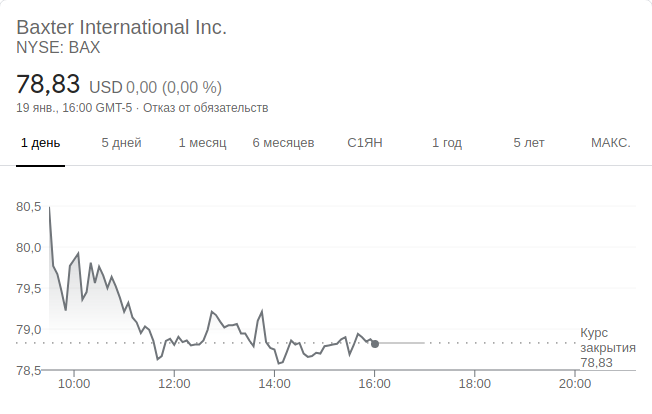 Baxter International Inc.
NYSE: BAX
78,83 USD 0,00 (0,00 %)
19 янв., 16:00 GMT-5 · Отказ от обязательств
1 день 5 дней 1 месяц 6 месяцев С1ЯН 1 год 5 лет МАКС.
80,5
80,0
79,5
79,0
Курс
закрытия
78,83
78,5
10:00 12:00 14:00 16:00 18:00 20:00